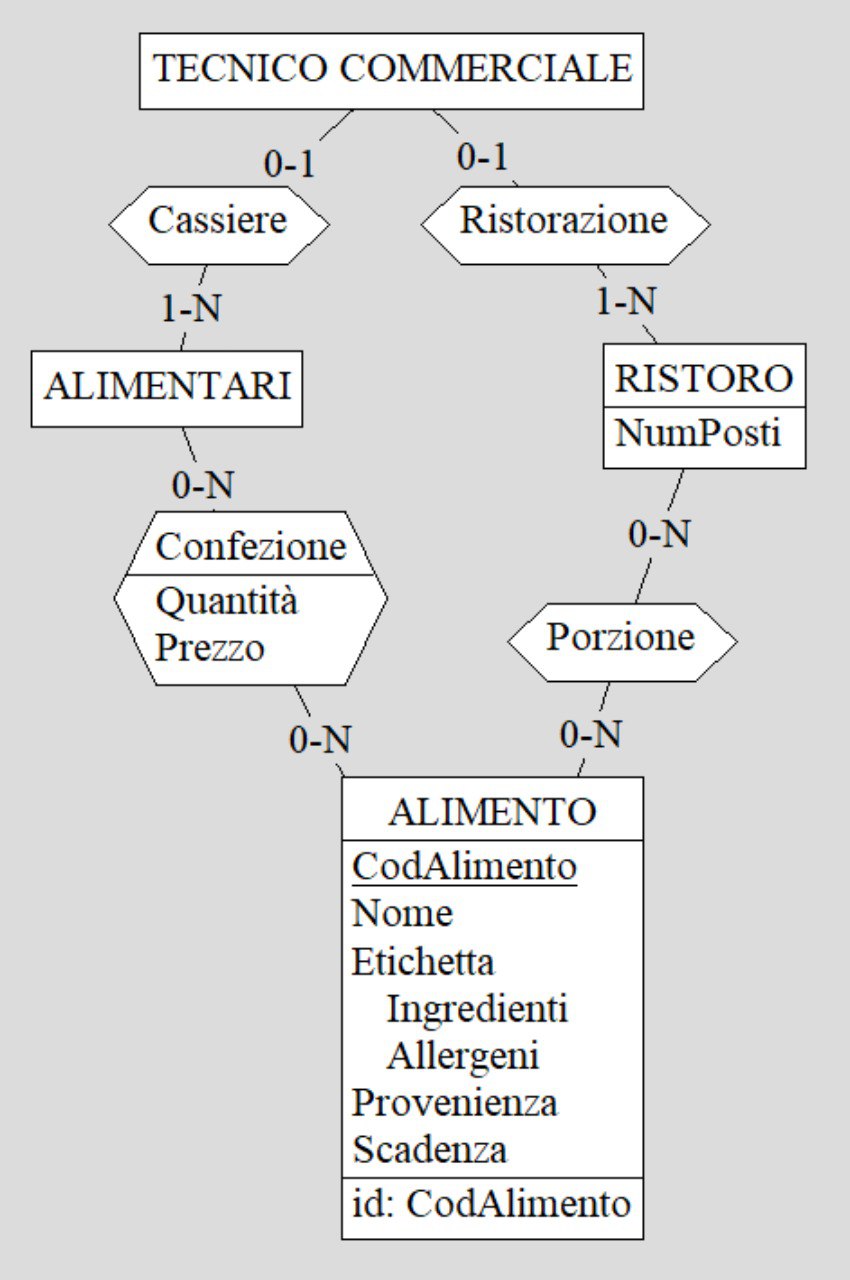 TECNICO COMMERCIALE
0-1
0-1
Cassiere
Ristorazione
1-N
1-N
ALIMENTARI
RISTORO
NumPosti
0-N
0-N
Confezione
Quantità
Prezzo
Porzione
0-N
0-N
ALIMENTO
CodAlimento
Nome
Etichetta
Ingredienti
Allergeni
Provenienza
Scadenza
id: CodAlimento